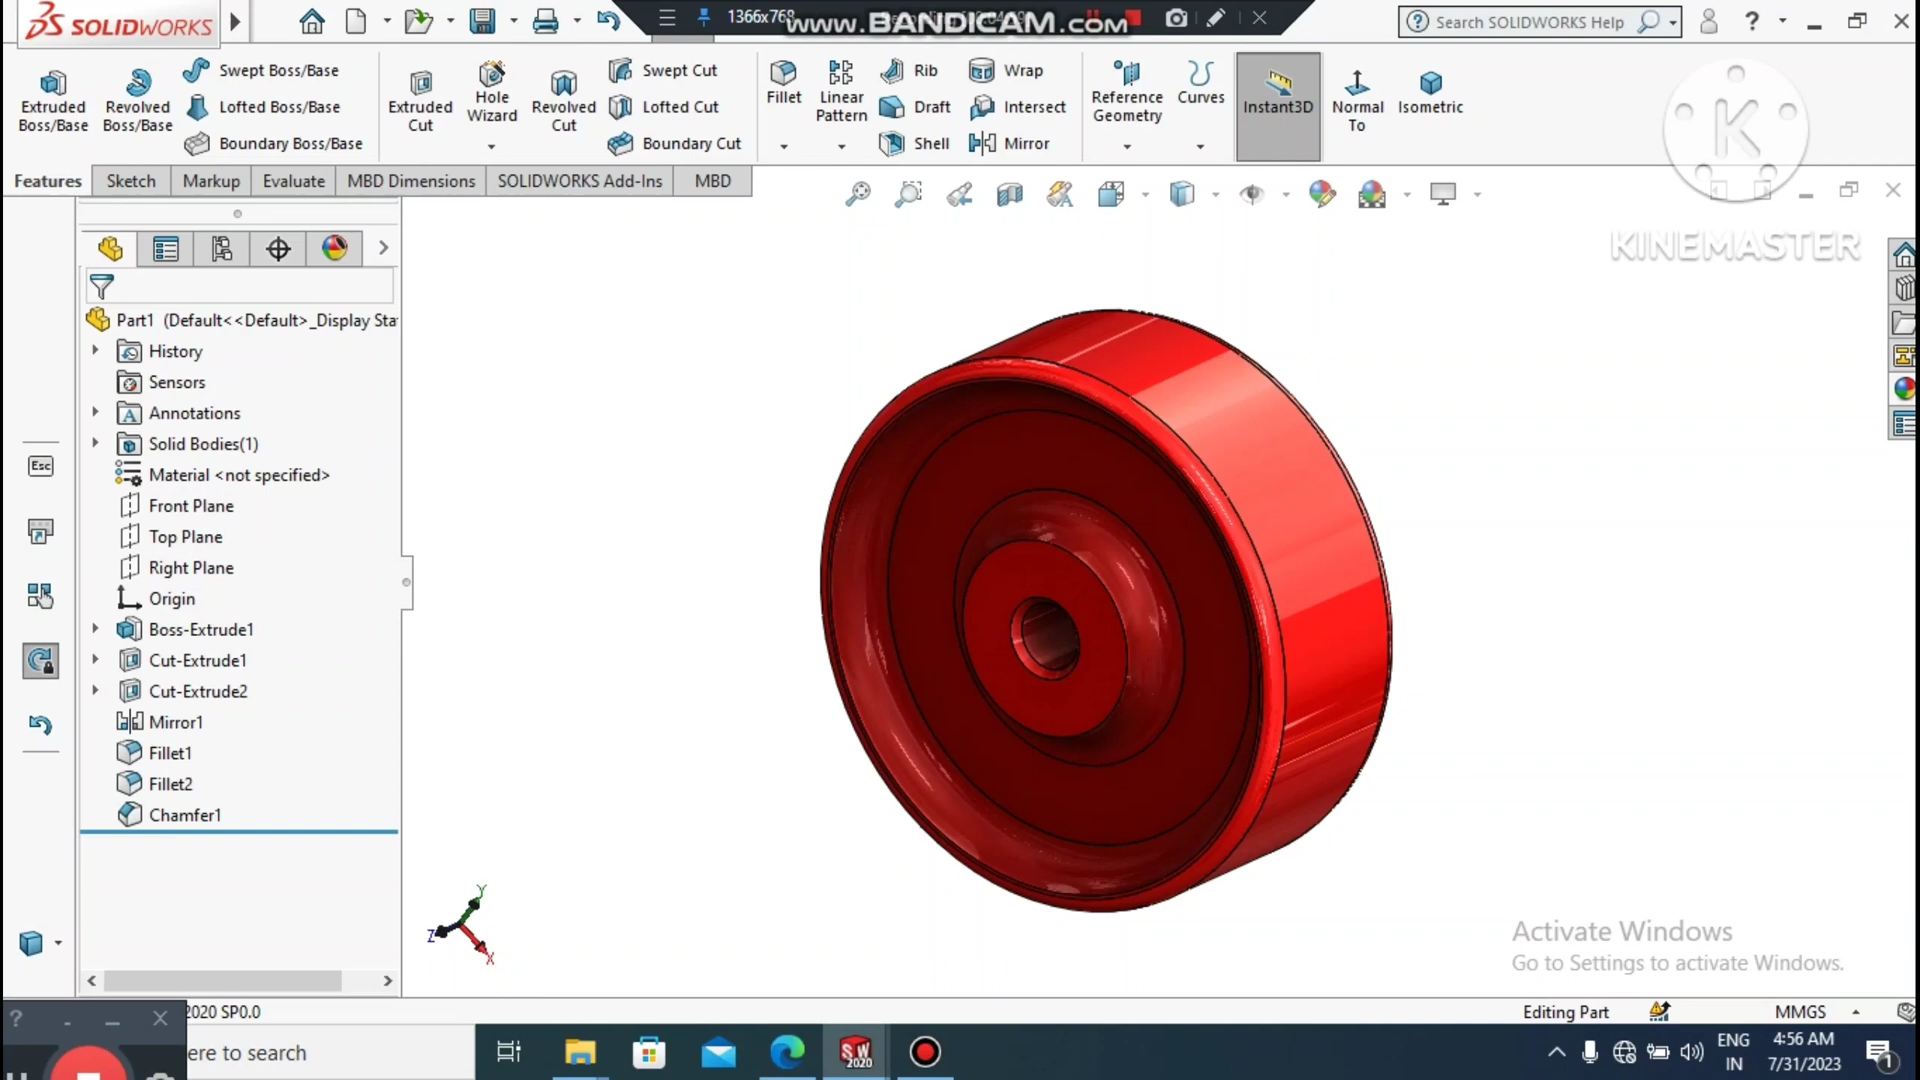 SOLIDWORKS
1366x768
www.BANDICAM.com
Search SOLIDWORKS Help
?
Extruded
Boss/Base
Revolved
Boss/Base
Swept Boss/Base
Lofted Boss/Base
Boundary Boss/Base
Extruded
Cut
Hole
Wizard
Revolved
Cut
Swept Cut
Lofted Cut
Boundary Cut
Fillet
Linear
Pattern
Rib
Draft
Shell
Wrap
Intersect
Mirror
Reference
Geometry
Curves
Instant3D
Normal
To
Isometric
K
KINEMASTER
Features
Sketch
Markup
Evaluate
MBD Dimensions
SOLIDWORKS Add-Ins
MBD
Part1 (Default<<Default>_Display Sta
History
Sensors
Annotations
Solid Bodies(1)
Material <not specified>
Front Plane
Top Plane
Right Plane
Origin
Boss-Extrude1
Cut-Extrude1
Cut-Extrude2
Mirror1
Fillet1
Fillet2
Chamfer1
Esc
Y
Z
X
Activate Windows
Go to Settings to activate Windows.
2020 SP0.0
Editing Part
MMGS
?
ere to search
SW
2020
ENG
IN
4:56 AM
7/31/2023
1